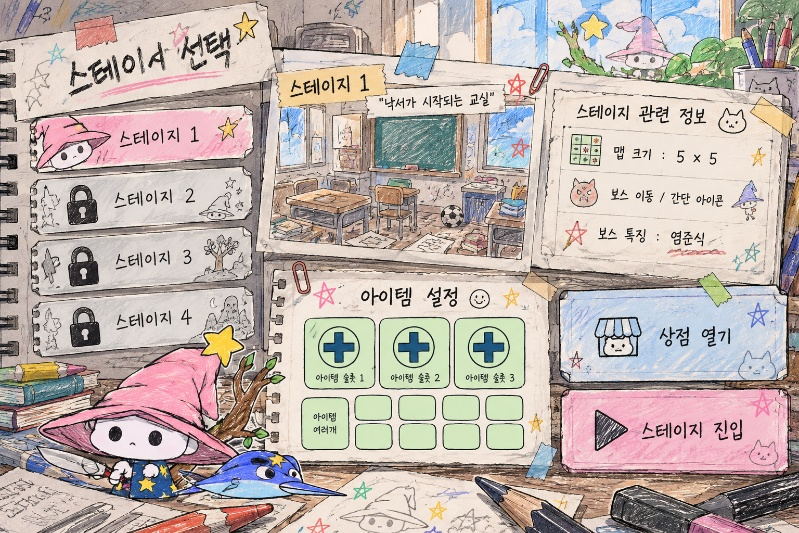 스테이서 선택
스테이지 1
스테이지 2
스테이지 3
스테이지 4
스테이지 1
"낙서가 시작되는 교실"
스테이지 관련 정보
맵 크기 : 5 × 5
보스 이동 / 간단 아이콘
보스 특징 : 염준식
아이템 설정
아이템 슬롯 1
아이템 슬롯 2
아이템 슬롯 3
아이템
여러개
상점 열기
스테이지 진입